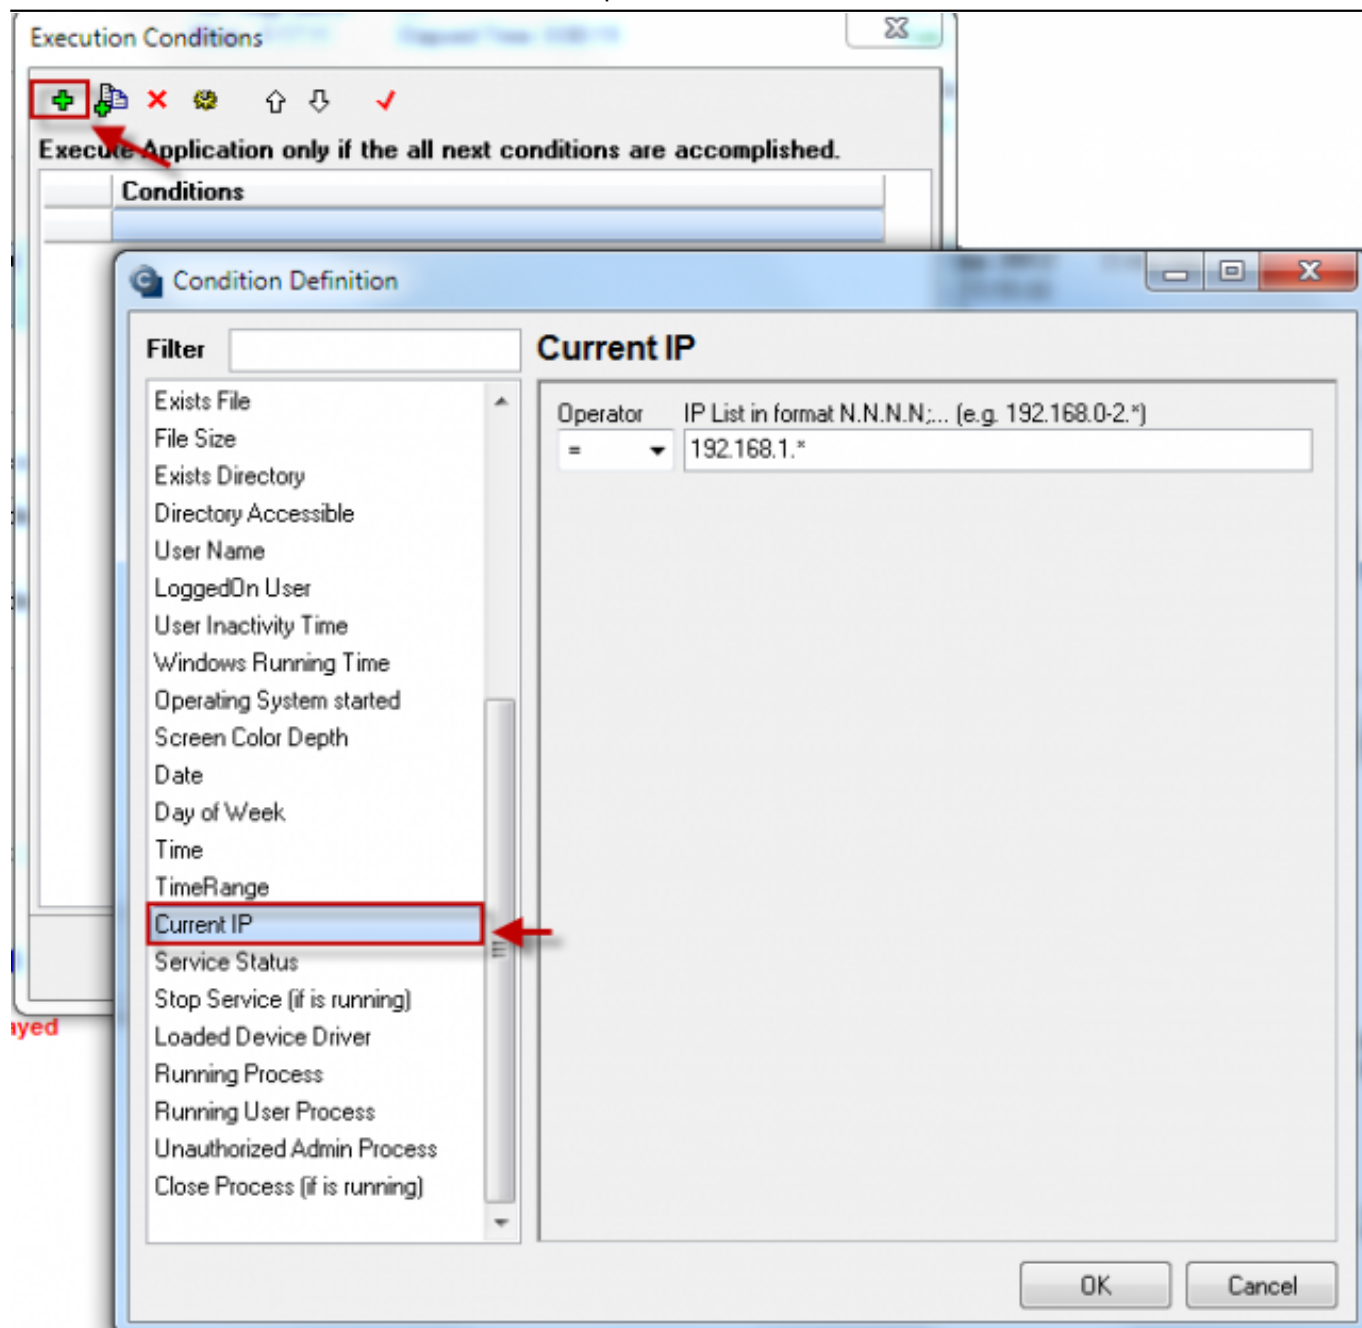 Execution Conditions
Execute Application only if the all next conditions are accomplished.
Conditions
Condition Definition
Filter
Current IP
Exists File
File Size
Exists Directory
Directory Accessible
User Name
LoggedOn User
User Inactivity Time
Windows Running Time
Operating System started
Screen Color Depth
Date
Day of Week
Time
TimeRange
Current IP
Service Status
Stop Service (if is running)
Loaded Device Driver
Running Process
Running User Process
Unauthorized Admin Process
Close Process (if is running)
Operator IP List in format N.N.N.N;... (e.g. 192.168.0-2.*)
= 192.168.1.*
ayed
OK Cancel